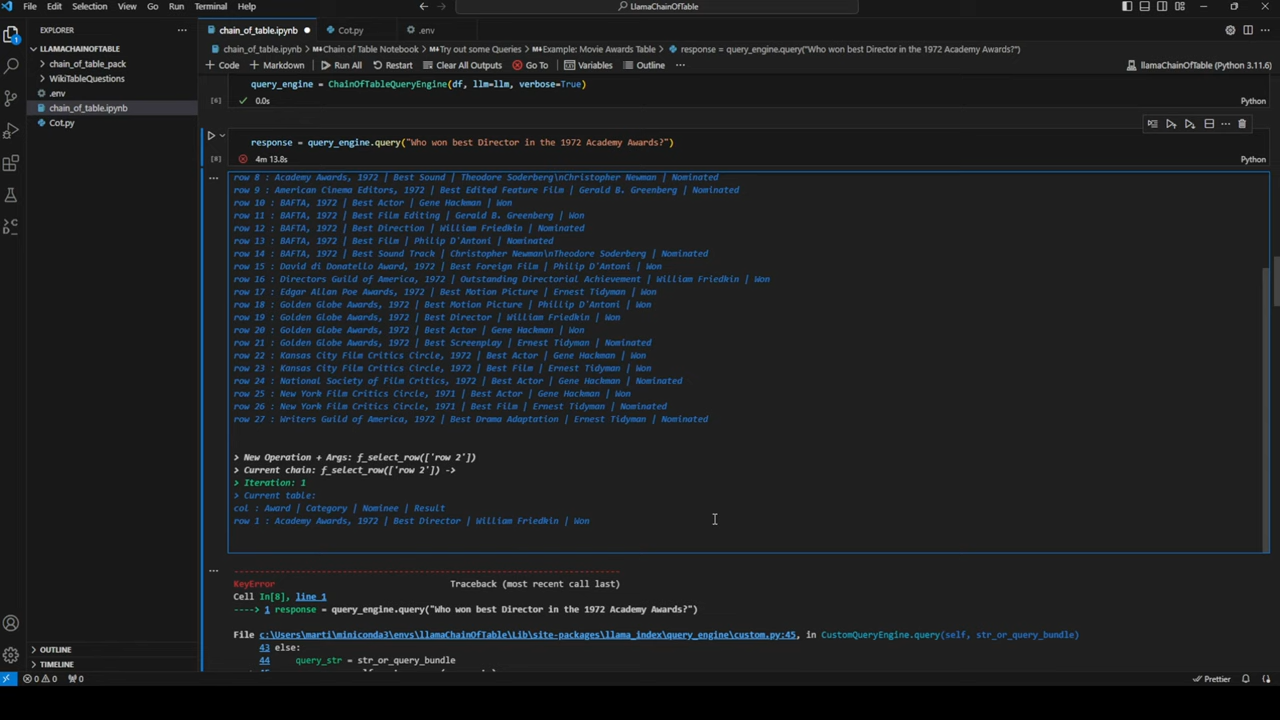 File Edit Selection View Go Run Terminal Help
LlamaChainOfTable
EXPLORER
LLAMACHAINOFTABLE
chain_of_table_pack
WikiTableQuestions
.env
chain_of_table.ipynb
Cot.py
OUTLINE
TIMELINE
chain_of_table.ipynb Cot.py .env
chain_of_table.ipynb > Chain of Table Notebook > Try out some Queries > Example: Movie Awards Table > response = query_engine.query("Who won best Director in the 1972 Academy Awards?")
+ Code + Markdown Run All Restart Clear All Outputs Go To Variables Outline ... llamaChainOfTable (Python 3.11.6)
query_engine = ChainOfTableQueryEngine(df, llm=llm, verbose=True)
[6] 0.0s Python
response = query_engine.query("Who won best Director in the 1972 Academy Awards?")
[8] 4m 13.8s Python
row 8 : Academy Awards, 1972 | Best Sound | Theodore Soderberg\nChristopher Newman | Nominated
row 9 : American Cinema Editors, 1972 | Best Edited Feature Film | Gerald B. Greenberg | Nominated
row 10 : BAFTA, 1972 | Best Actor | Gene Hackman | Won
row 11 : BAFTA, 1972 | Best Film Editing | Gerald B. Greenberg | Won
row 12 : BAFTA, 1972 | Best Direction | William Friedkin | Nominated
row 13 : BAFTA, 1972 | Best Film | Philip D'Antoni | Nominated
row 14 : BAFTA, 1972 | Best Sound Track | Christopher Newman\nTheodore Soderberg | Nominated
row 15 : David di Donatello Award, 1972 | Best Foreign Film | Philip D'Antoni | Won
row 16 : Directors Guild of America, 1972 | Outstanding Directorial Achievement | William Friedkin | Won
row 17 : Edgar Allan Poe Awards, 1972 | Best Motion Picture | Ernest Tidyman | Won
row 18 : Golden Globe Awards, 1972 | Best Motion Picture | Phillip D'Antoni | Won
row 19 : Golden Globe Awards, 1972 | Best Director | William Friedkin | Won
row 20 : Golden Globe Awards, 1972 | Best Actor | Gene Hackman | Won
row 21 : Golden Globe Awards, 1972 | Best Screenplay | Ernest Tidyman | Nominated
row 22 : Kansas City Film Critics Circle, 1972 | Best Actor | Gene Hackman | Won
row 23 : Kansas City Film Critics Circle, 1972 | Best Film | Ernest Tidyman | Won
row 24 : National Society of Film Critics, 1972 | Best Actor | Gene Hackman | Nominated
row 25 : New York Film Critics Circle, 1971 | Best Actor | Gene Hackman | Won
row 26 : New York Film Critics Circle, 1971 | Best Film | Ernest Tidyman | Nominated
row 27 : Writers Guild of America, 1972 | Best Drama Adaptation | Ernest Tidyman | Nominated
> New Operation + Args: f_select_row(['row 2'])
> Current chain: f_select_row(['row 2']) ->
> Iteration: 1
> Current table:
col : Award | Category | Nominee | Result
row 1 : Academy Awards, 1972 | Best Director | William Friedkin | Won
...
---------------------------------------------------------------------------
KeyError Traceback (most recent call last)
Cell In[8], line 1
----> 1 response = query_engine.query("Who won best Director in the 1972 Academy Awards?")
File c:\Users\marti\miniconda3\envs\llamaChainOfTable\Lib\site-packages\llama_index\query_engine\custom.py:45, in CustomQueryEngine.query(self, str_or_query_bundle)
43 else:
44 query_str = str_or_query_bundle
0 0 0 Prettier